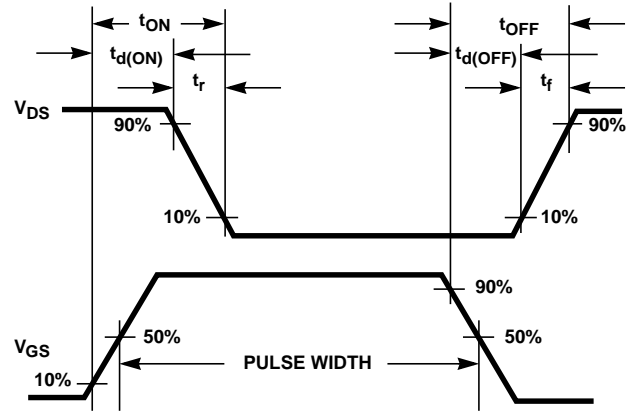 tON tOFF
td(ON) td(OFF)
tr tf
VDS
90% 90%
10% 10%
90%
VGS 50% 50%
PULSE WIDTH
10%